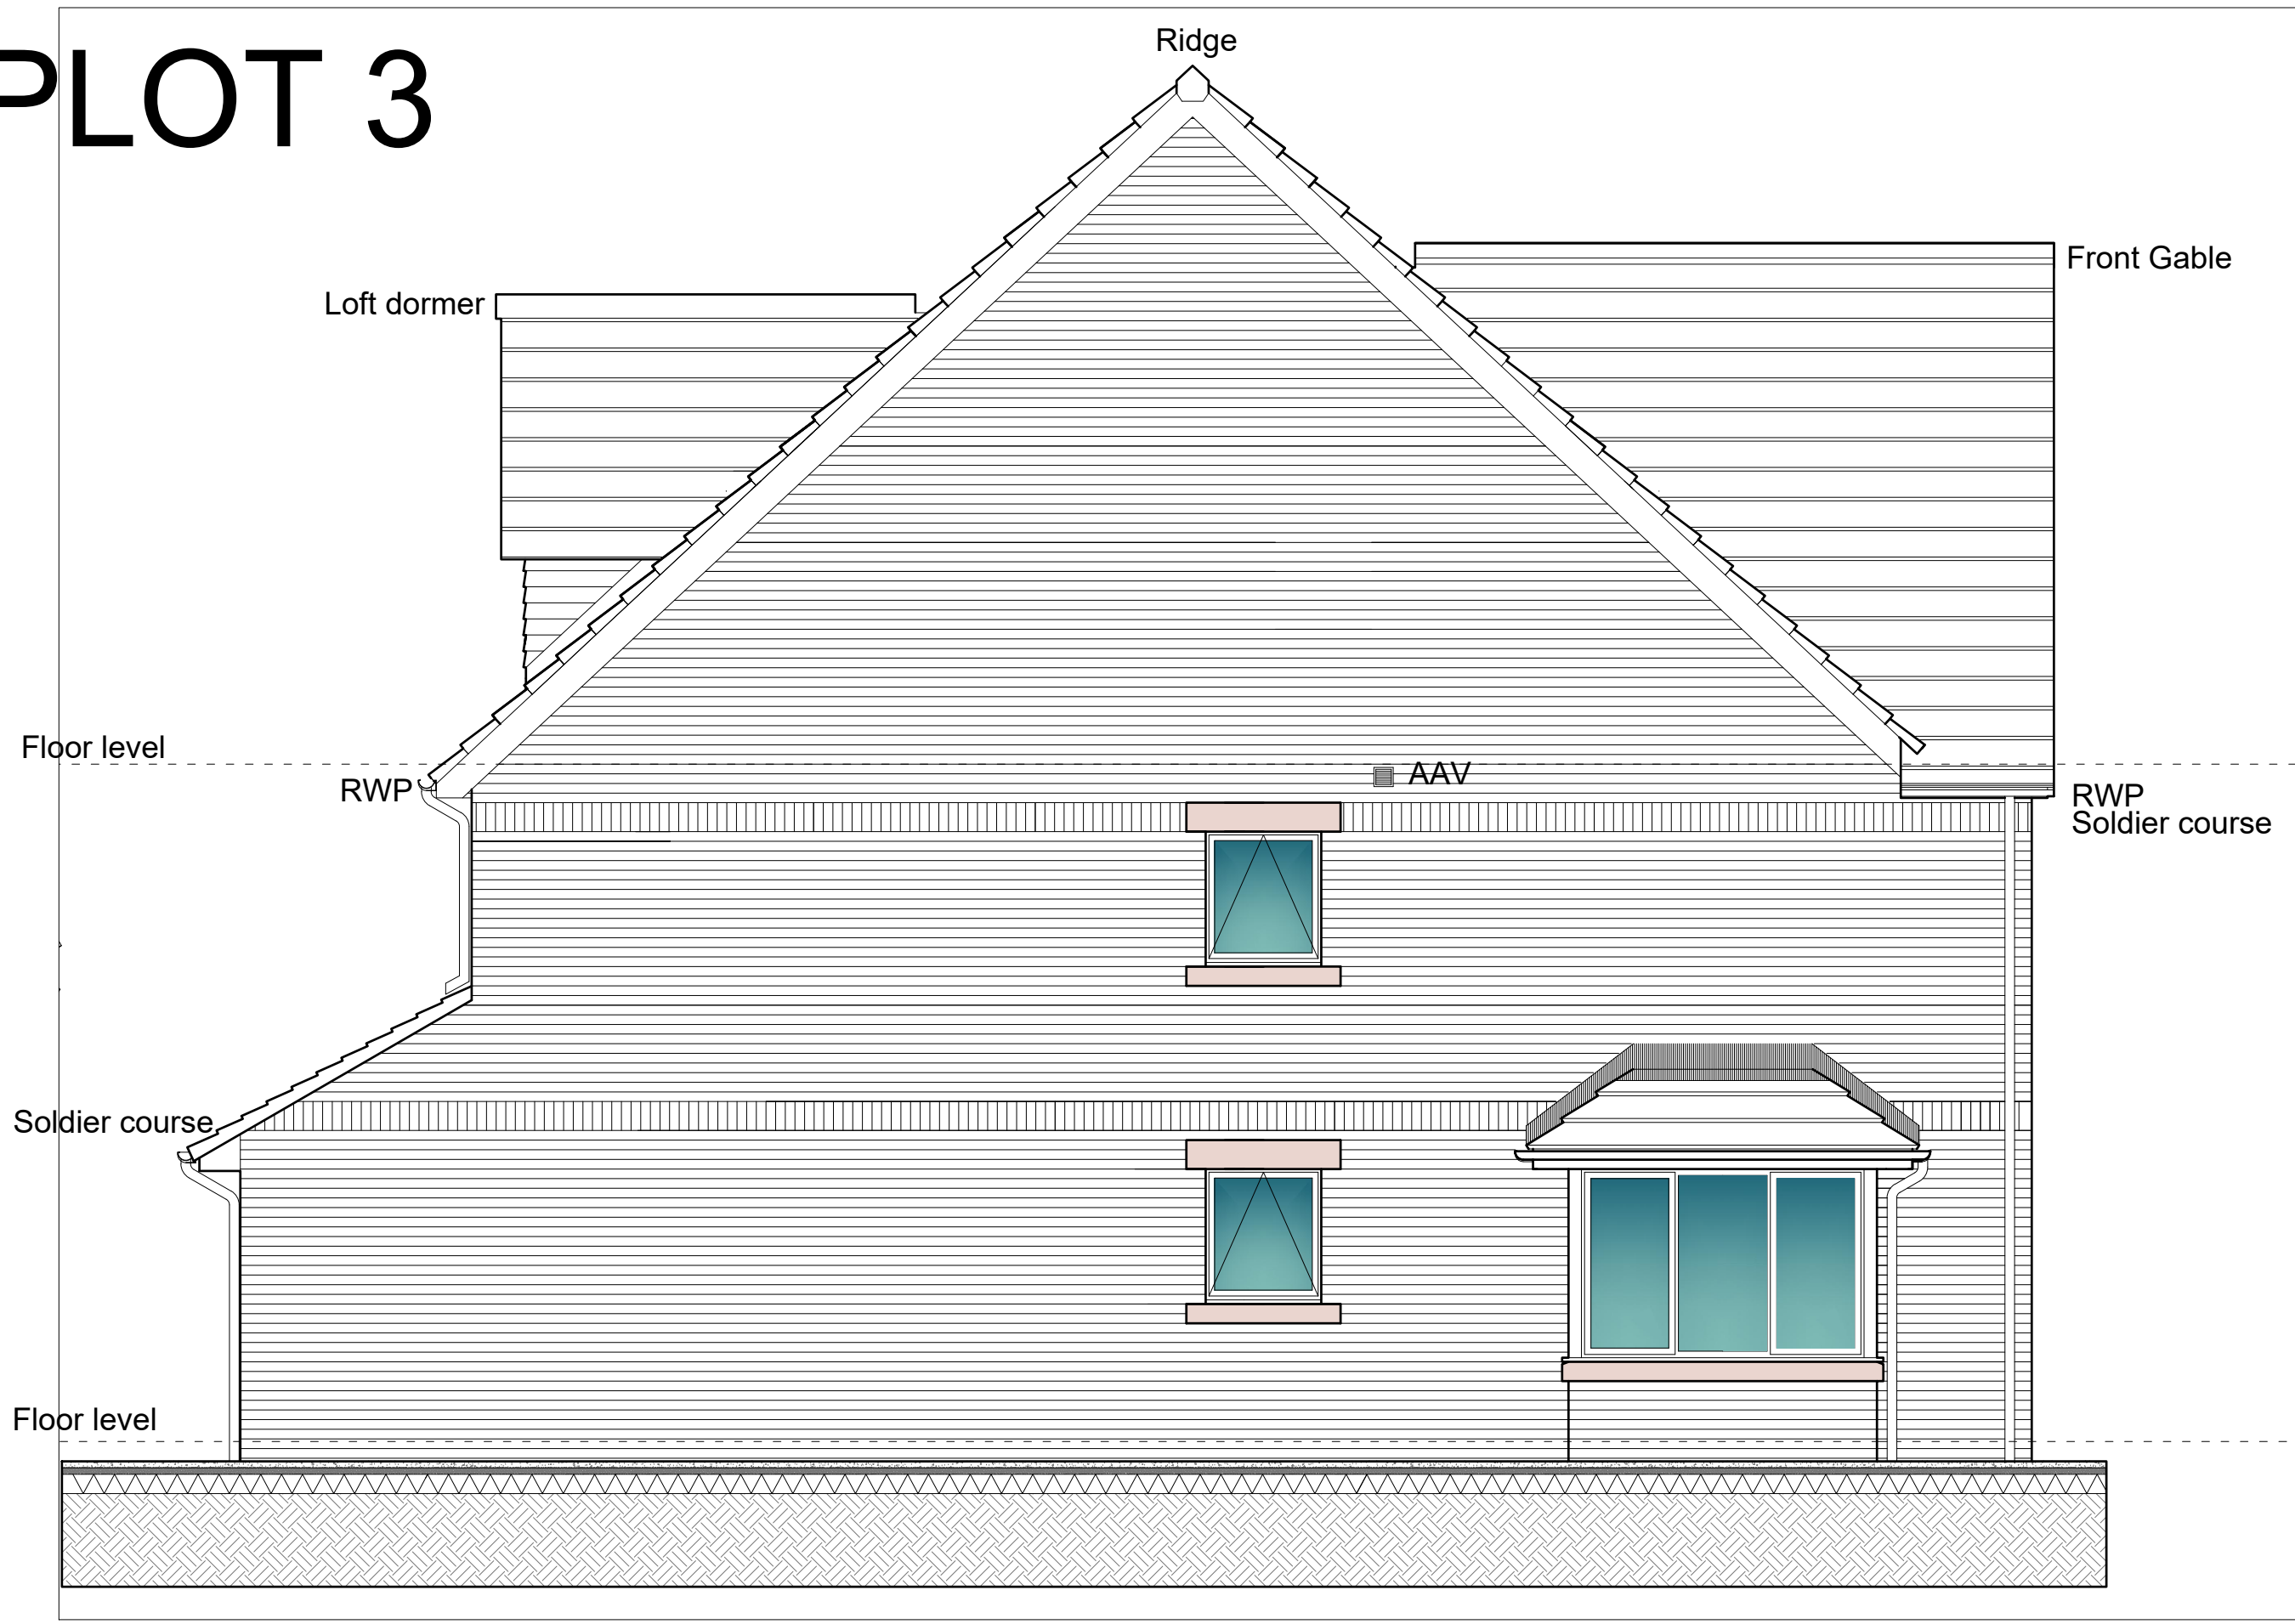 PLOT 3
Ridge
Front Gable
Loft dormer
Floor level
AAV
RWP
RWP
Soldier course
Soldier course
Floor level